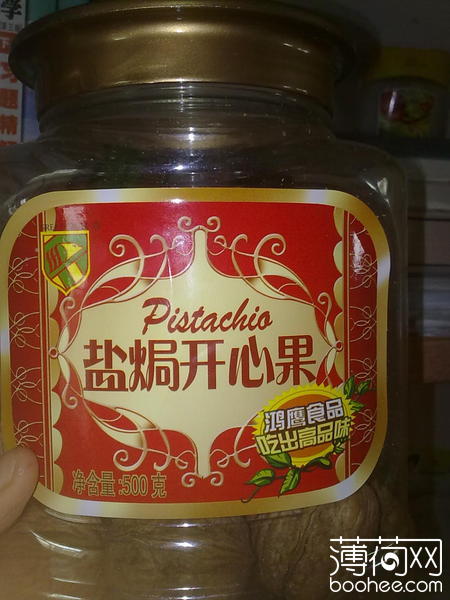 Pistachio
盐焗开心果
鸿鹰食品
吃出高品味
净含量:500克
薄荷网
boohee.com